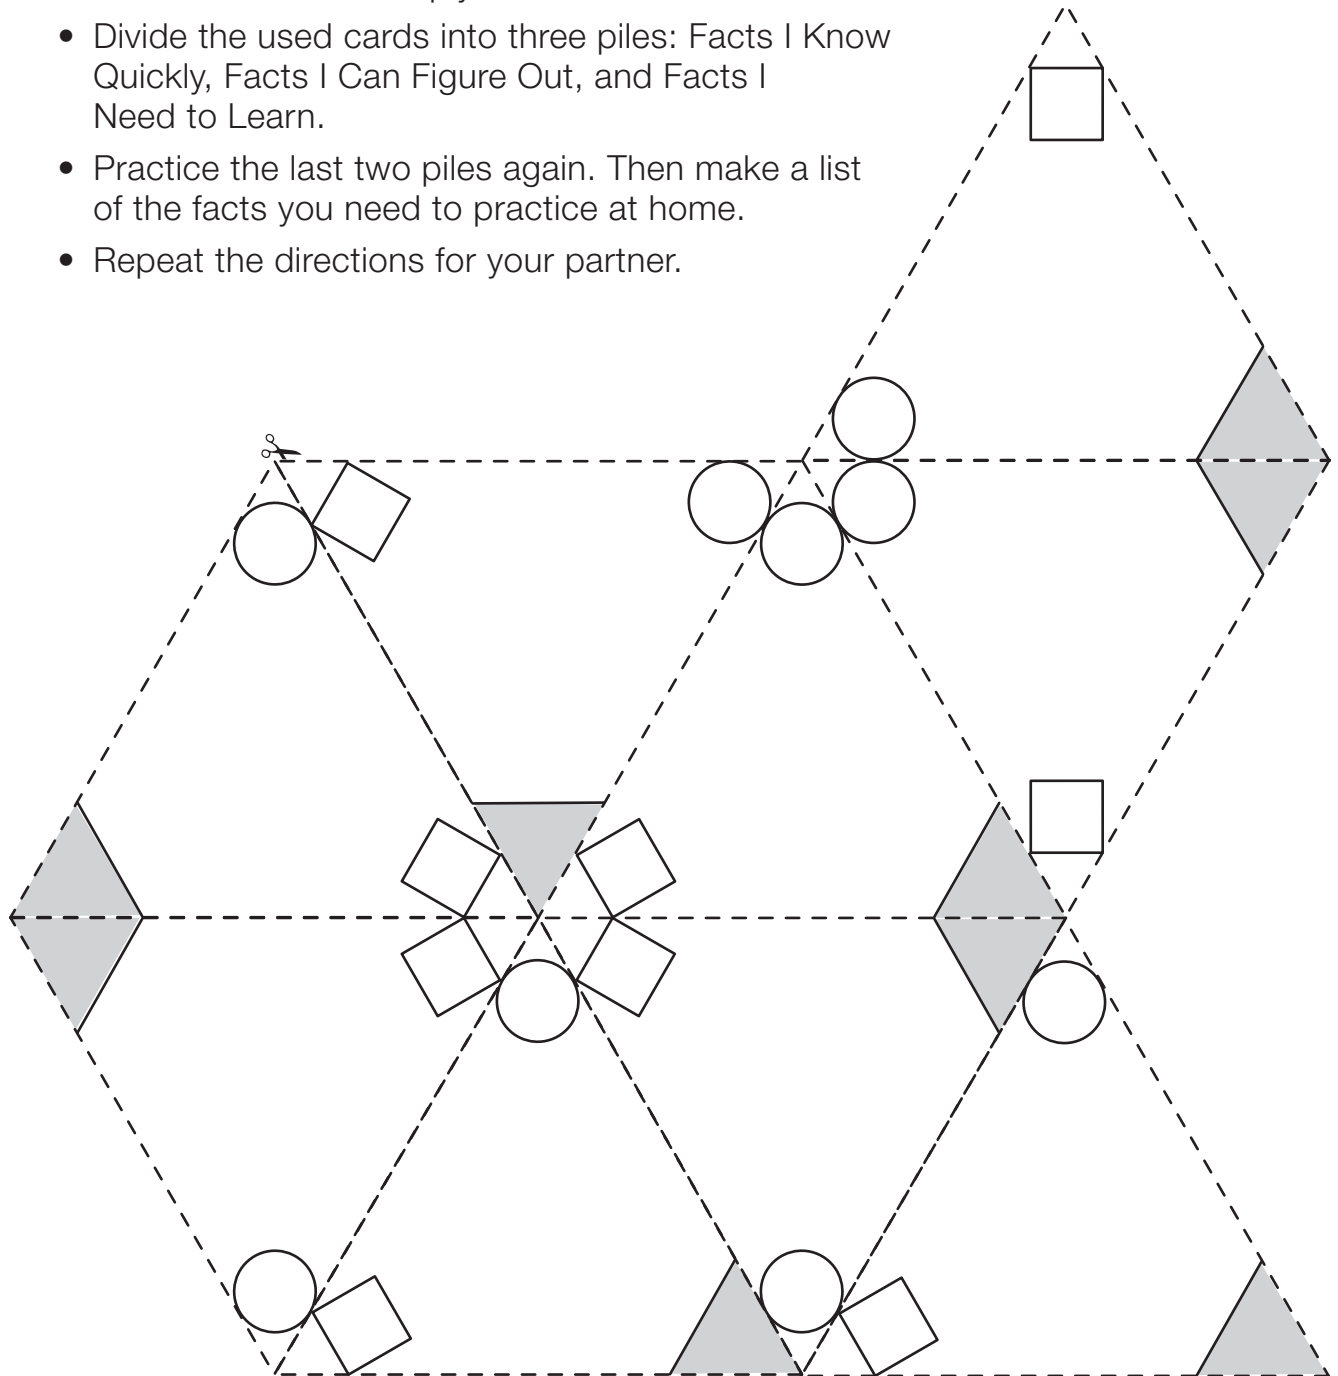 • Divide the used cards into three piles: Facts I Know
Quickly, Facts I Can Figure Out, and Facts I
Need to Learn.
• Practice the last two piles again. Then make a list
of the facts you need to practice at home.
• Repeat the directions for your partner.